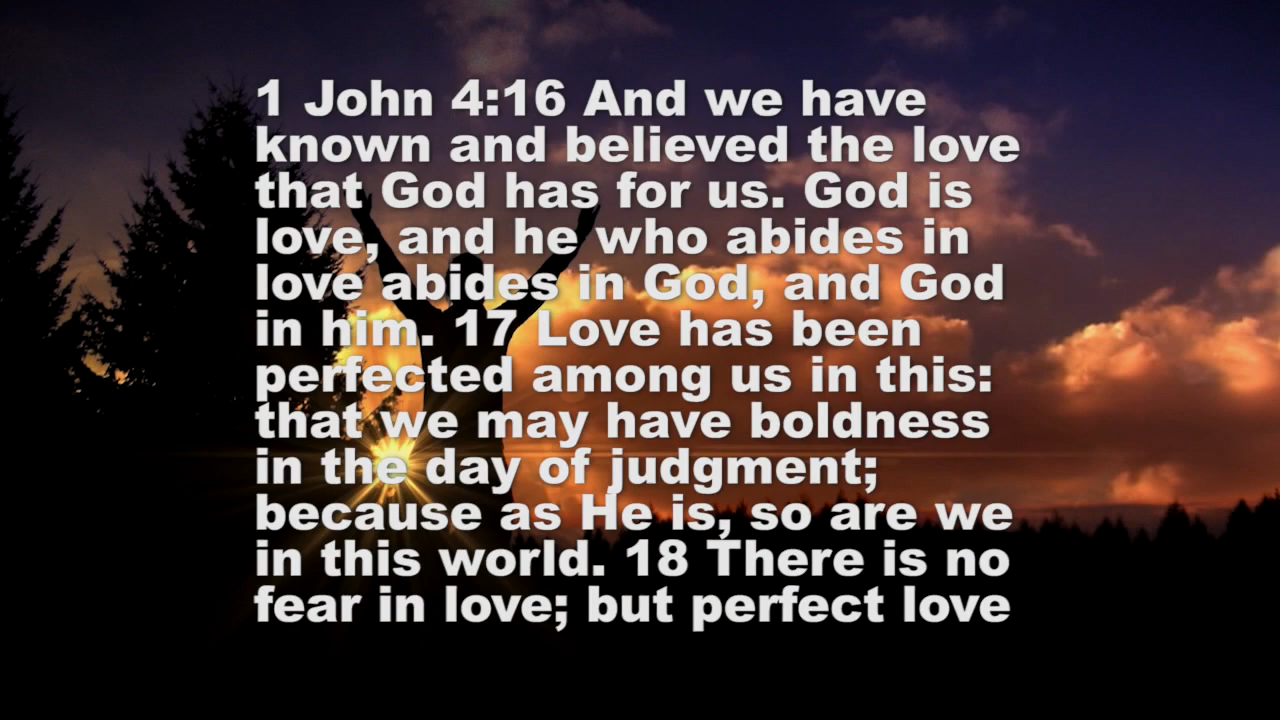 1 John 4:16 And we have
known and believed the love
that God has for us. God is
love, and he who abides in
love abides in God, and God
in him. 17 Love has been
perfected among us in this:
that we may have boldness
in the day of judgment;
because as He is, so are we
in this world. 18 There is no
fear in love; but perfect love